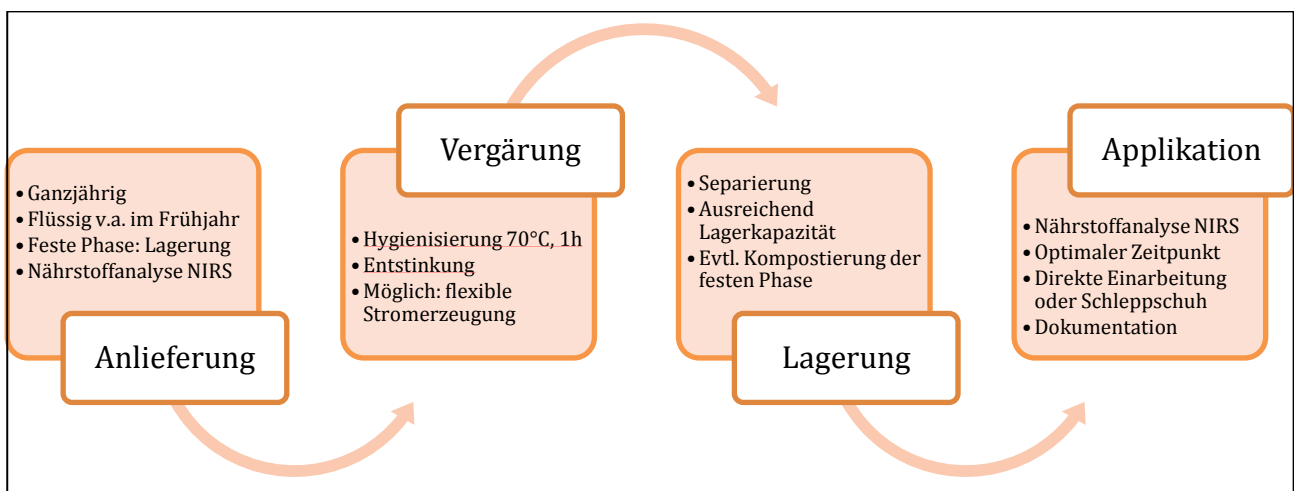 • Ganzjährig
• Flüssig v.a. im Frühjahr
• Feste Phase: Lagerung
• Nährstoffanalyse NIRS
Anlieferung
Vergärung
• Hygienisierung 70°C, 1h
• Entstinkung
• Möglich: flexible
Stromerzeugung
• Separierung
• Ausreichend
Lagerkapazität
• Evtl. Kompostierung der
festen Phase
Lagerung
Applikation
• Nährstoffanalyse NIRS
• Optimaler Zeitpunkt
• Direkte Einarbeitung
oder Schleppschuh
• Dokumentation